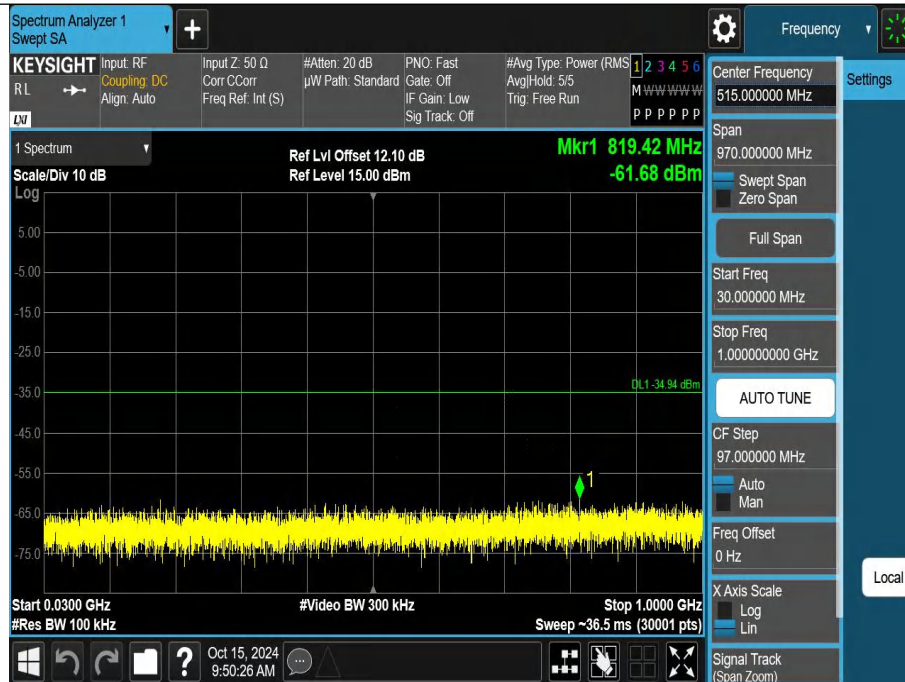 Spectrum Analyzer 1
Swept SA
Frequency
KEYSIGHT
RL
LXI
Input: RF
Coupling: DC
Align: Auto
Input Z: 50 Ω
Corr CCorr
Freq Ref: Int (S)
#Atten: 20 dB
µW Path: Standard
PNO: Fast
Gate: Off
IF Gain: Low
Sig Track: Off
#Avg Type: Power (RMS
Avg|Hold: 5/5
Trig: Free Run
1 2 3 4 5 6
M W W W W W
P P P P P P
1 Spectrum
Scale/Div 10 dB
Log
Ref Lvl Offset 12.10 dB
Ref Level 15.00 dBm
Mkr1 819.42 MHz
-61.68 dBm
5.00
-5.00
-15.0
-25.0
-35.0
DL1 -34.94 dBm
-45.0
-55.0
1
-65.0
-75.0
Start 0.0300 GHz
#Res BW 100 kHz
#Video BW 300 kHz
Stop 1.0000 GHz
Sweep ~36.5 ms (30001 pts)
Oct 15, 2024
9:50:26 AM
Center Frequency
515.000000 MHz
Settings
Span
970.000000 MHz
Swept Span
Zero Span
Full Span
Start Freq
30.000000 MHz
Stop Freq
1.000000000 GHz
AUTO TUNE
CF Step
97.000000 MHz
Auto
Man
Freq Offset
0 Hz
Local
X Axis Scale
Log
Lin
Signal Track
(Span Zoom)